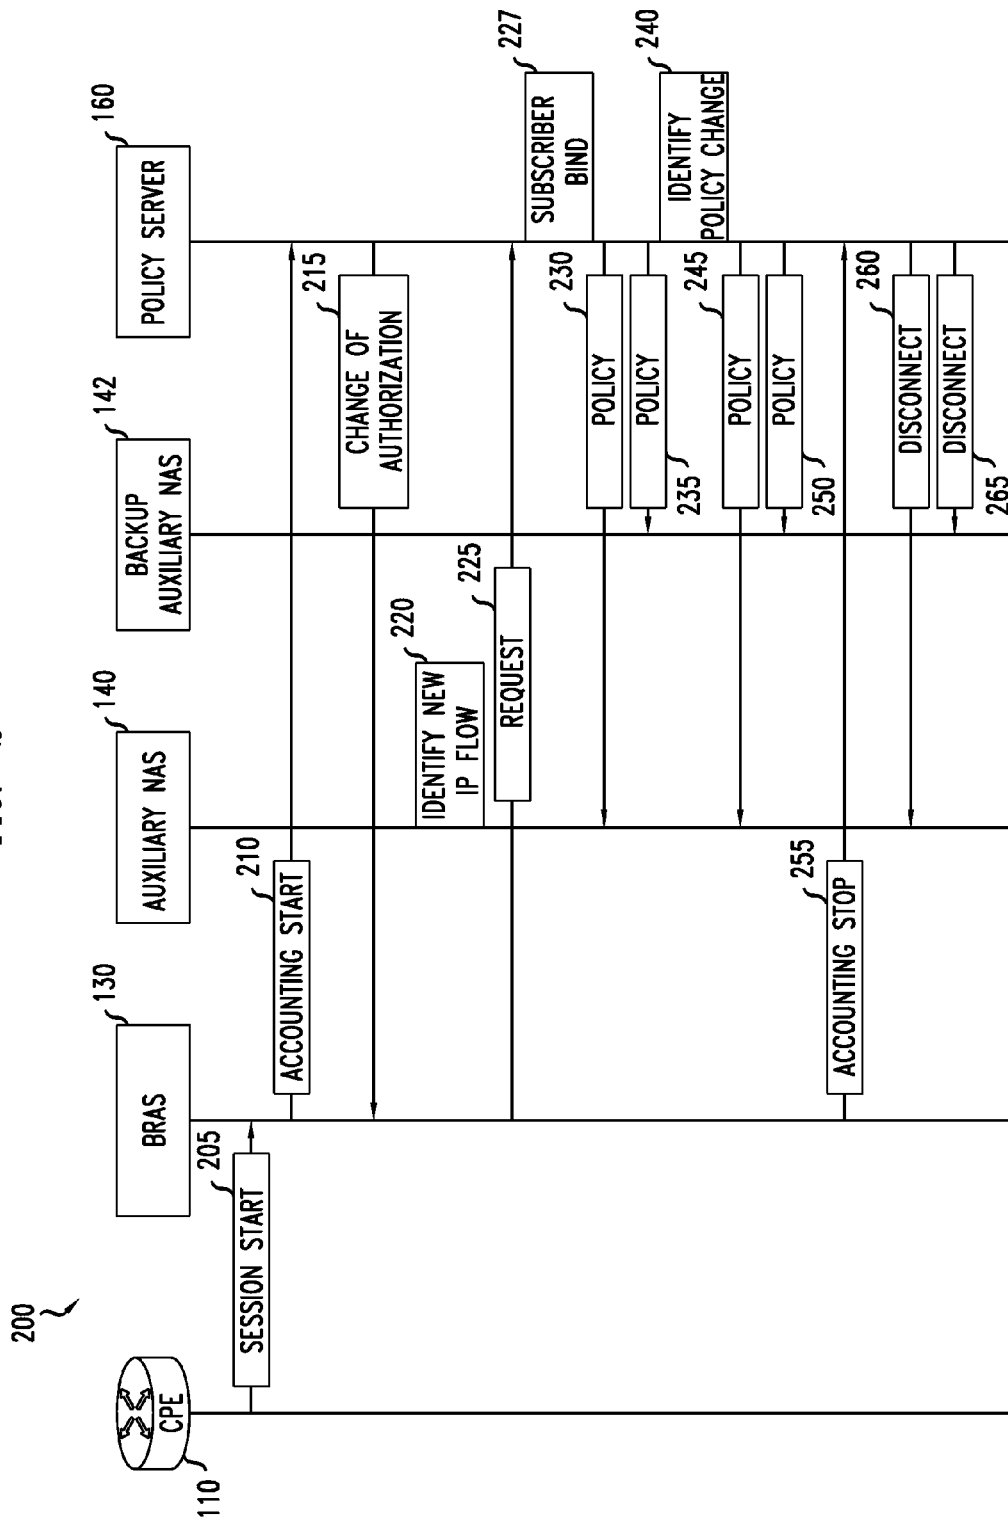 200
110
CPE
130
BRAS
140
AUXILIARY NAS
142
BACKUP
AUXILIARY NAS
160
POLICY SERVER
205
SESSION START
210
ACCOUNTING START
215
CHANGE OF
AUTHORIZATION
220
IDENTIFY NEW
IP FLOW
225
REQUEST
227
SUBSCRIBER
BIND
230
POLICY
POLICY
235
240
IDENTIFY
POLICY CHANGE
245
POLICY
POLICY
250
255
ACCOUNTING STOP
260
DISCONNECT
DISCONNECT
265